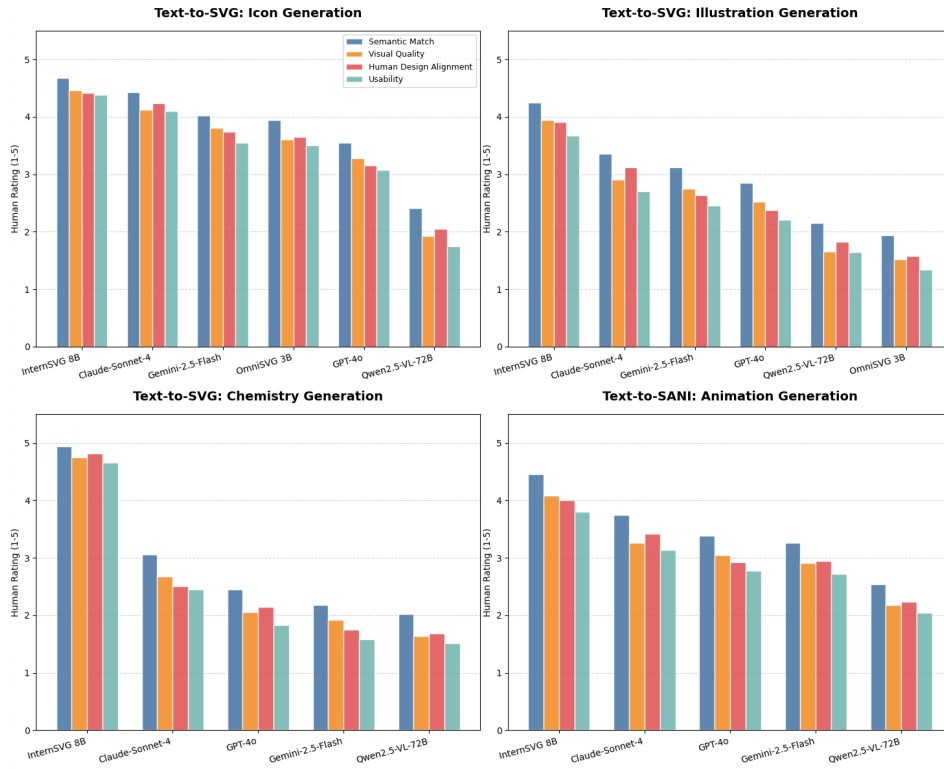 Text-to-SVG: Icon Generation
Human Rating (1-5)
5
4
3
2
1
0
Semantic Match
Visual Quality
Human Design Alignment
Usability
InternSVG 8B
Claude-Sonnet-4
Gemini-2.5-Flash
OmniSVG 3B
GPT-4o
Qwen2.5-VL-72B
Text-to-SVG: Illustration Generation
Human Rating (1-5)
5
4
3
2
1
0
InternSVG 8B
Claude-Sonnet-4
Gemini-2.5-Flash
GPT-4o
Qwen2.5-VL-72B
OmniSVG 3B
Text-to-SVG: Chemistry Generation
Human Rating (1-5)
5
4
3
2
1
0
InternSVG 8B
Claude-Sonnet-4
GPT-4o
Gemini-2.5-Flash
Qwen2.5-VL-72B
Text-to-SANI: Animation Generation
Human Rating (1-5)
5
4
3
2
1
0
InternSVG 8B
Claude-Sonnet-4
GPT-4o
Gemini-2.5-Flash
Qwen2.5-VL-72B